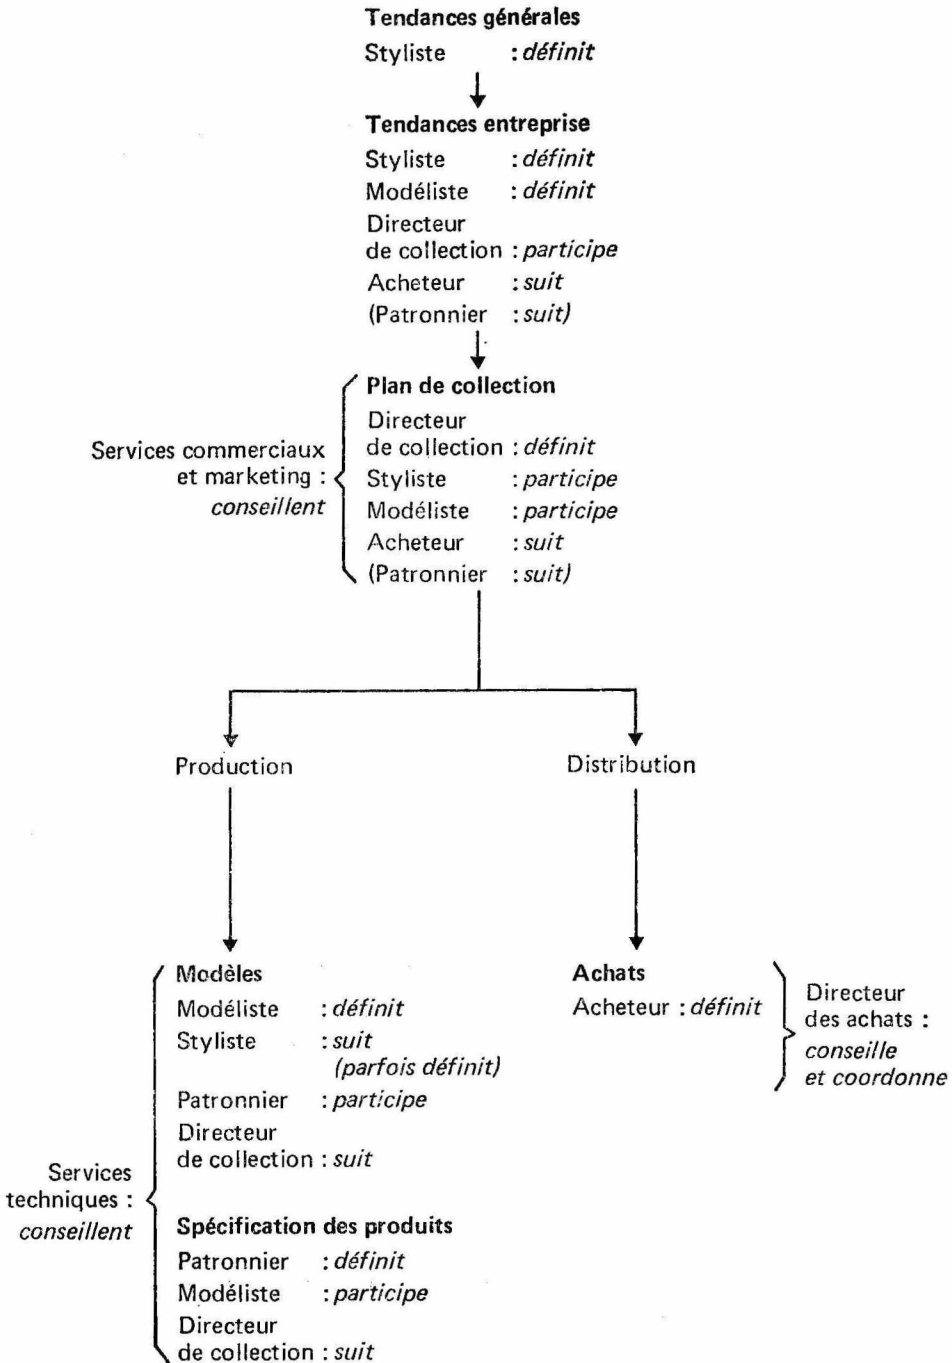 Tendances générales
Styliste : définit
Tendances entreprise
Styliste : définit
Modéliste : définit
Directeur
de collection : participe
Acheteur : suit
(Patronnier : suit)
Services commerciaux
et marketing :
conseillent
Plan de collection
Directeur
de collection : définit
Styliste : participe
Modéliste : participe
Acheteur : suit
(Patronnier : suit)
Production
Distribution
Services
techniques :
conseillent
Modèles
Modéliste : définit
Styliste : suit
(parfois définit)
Patronnier : participe
Directeur
de collection : suit
Spécification des produits
Patronnier : définit
Modéliste : participe
Directeur
de collection : suit
Achats
Acheteur : définit
Directeur
des achats :
conseille
et coordonne